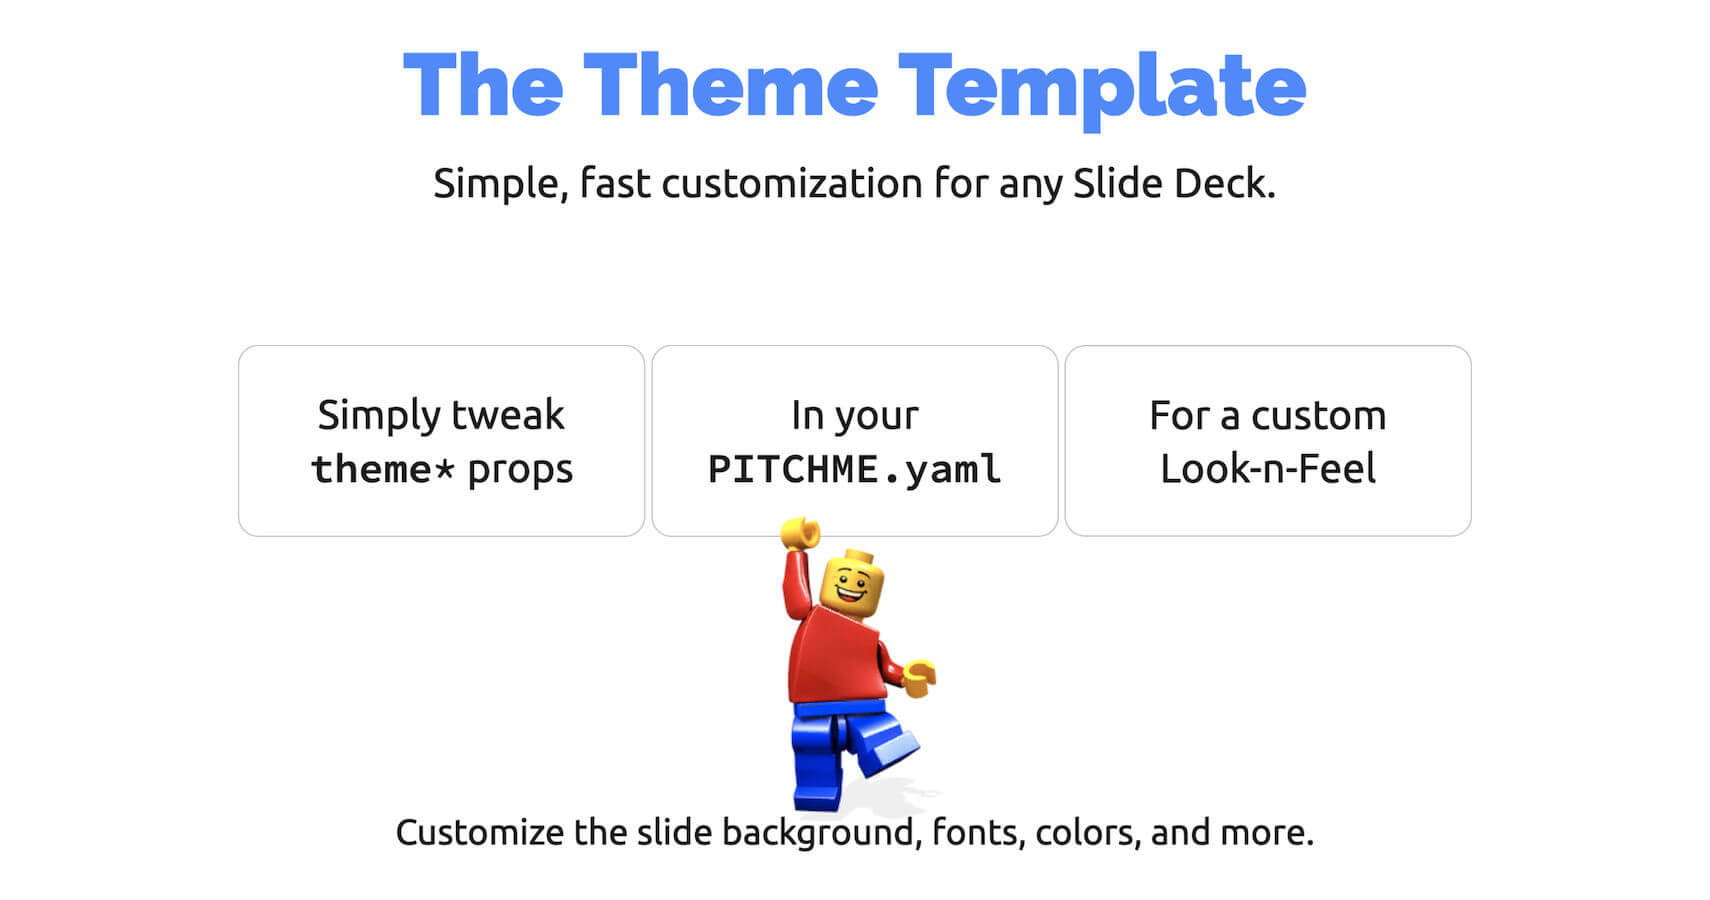 The Theme Template
Simple, fast customization for any Slide Deck.
Simply tweak
theme* props
In your
PITCHME.yaml
For a custom
Look-n-Feel
Customize the slide background, fonts, colors, and more.